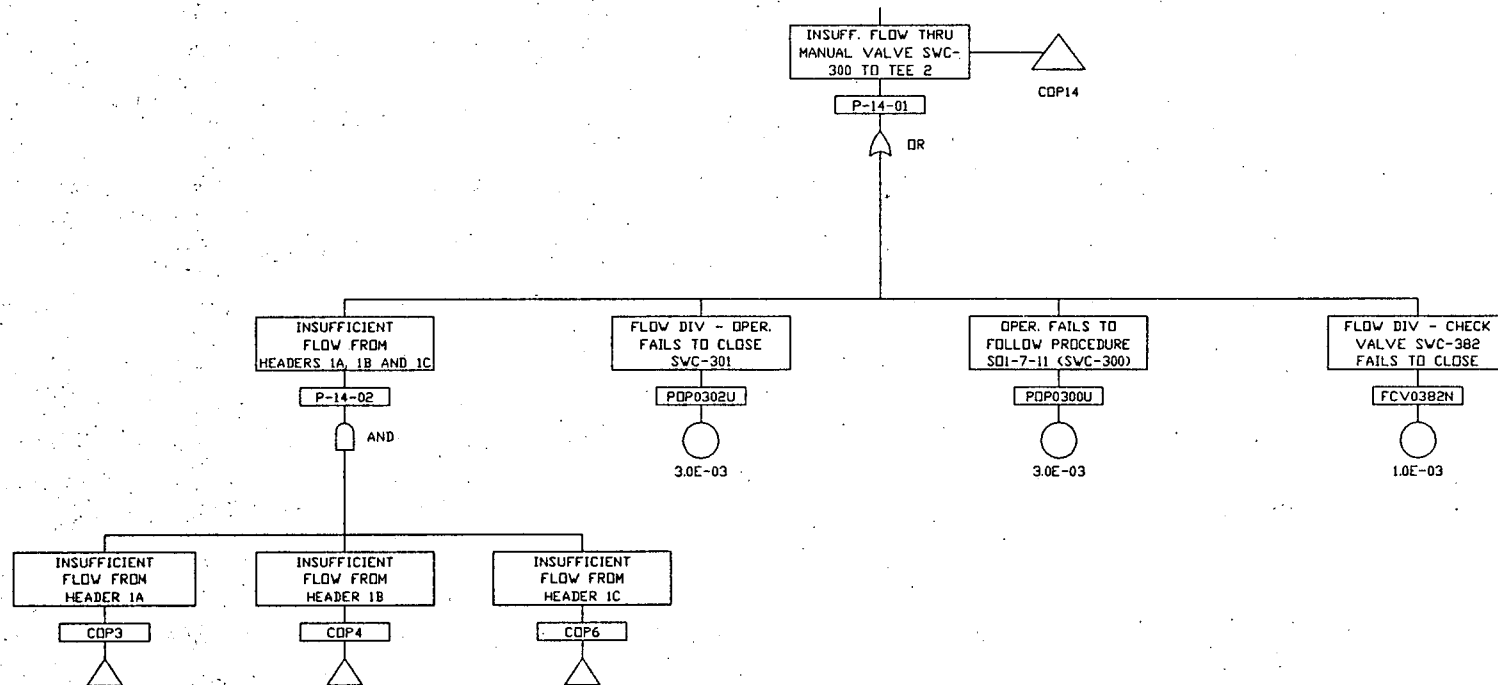 INSUFF. FLOW THRU
MANUAL VALVE SWC-
300 TO TEE 2
COP14
P-14-01
OR
INSUFFICIENT
FLOW FROM
HEADERS 1A, 1B AND 1C
FLOW DIV - OPER.
FAILS TO CLOSE
SWC-301
OPER. FAILS TO
FOLLOW PROCEDURE
SO1-7-11 (SWC-300)
FLOW DIV - CHECK
VALVE SWC-382
FAILS TO CLOSE
P-14-02
POP0302U
POP0300U
FCV0382N
AND
3.0E-03
3.0E-03
1.0E-03
INSUFFICIENT
FLOW FROM
HEADER 1A
INSUFFICIENT
FLOW FROM
HEADER 1B
INSUFFICIENT
FLOW FROM
HEADER 1C
COP3
COP4
COP6